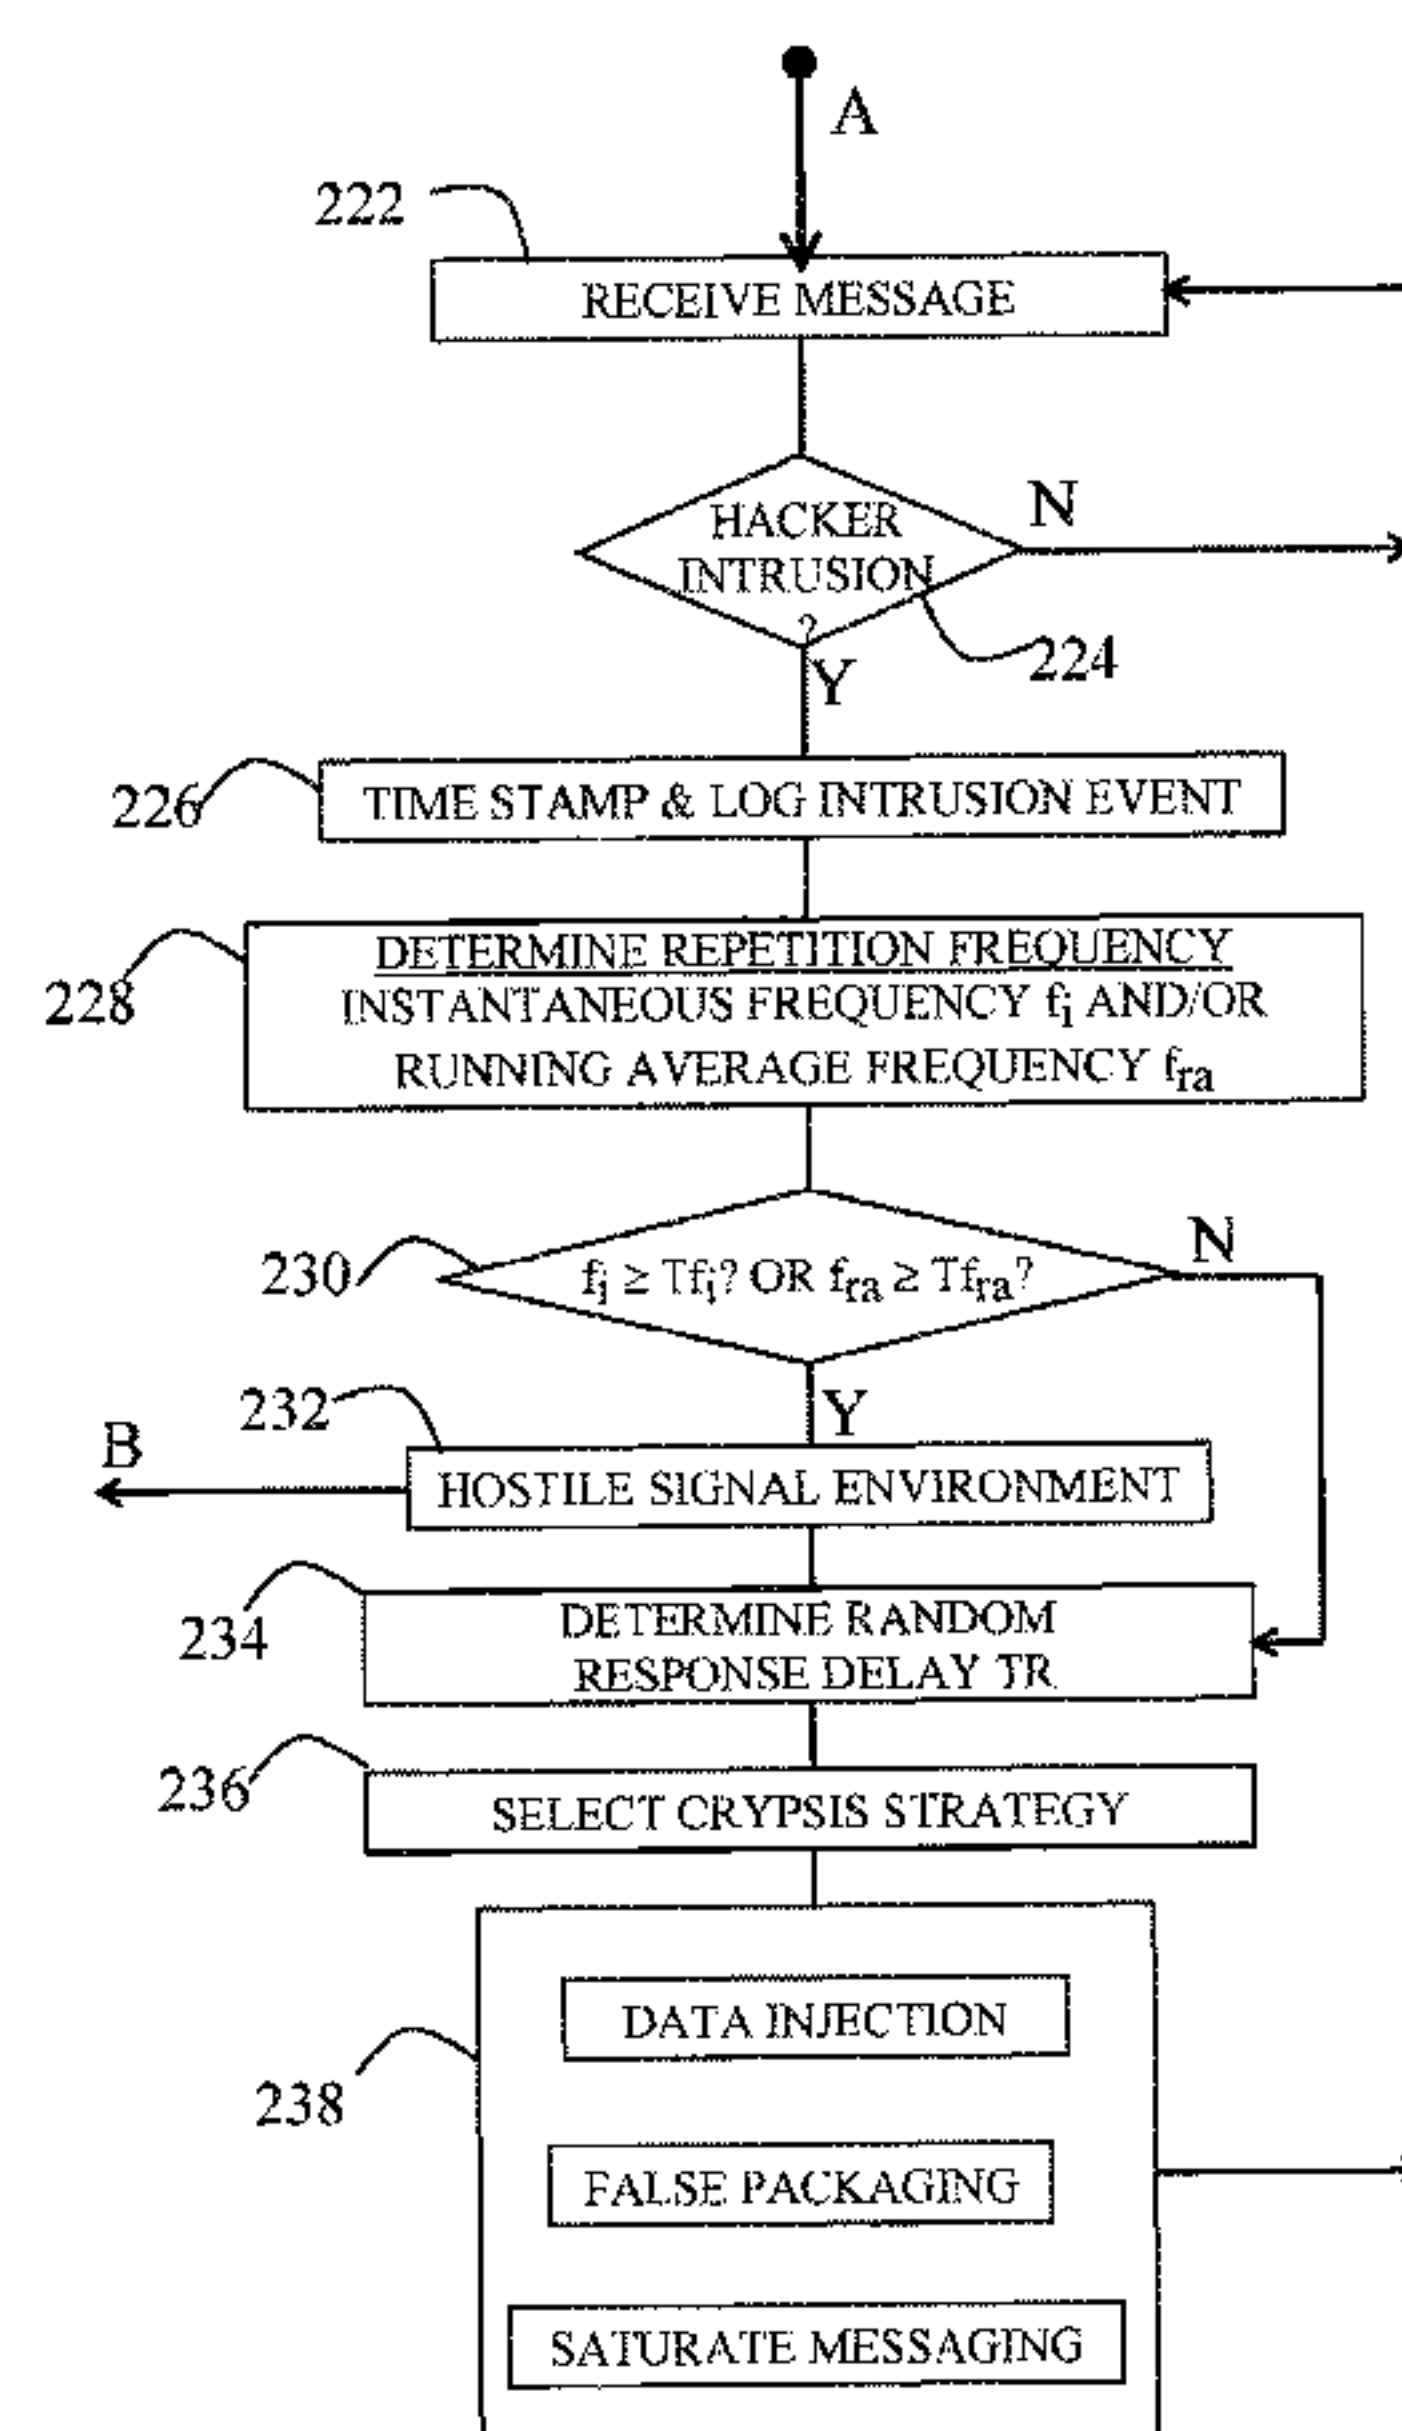 A
222
RECEIVE MESSAGE
HACKER
INTRUSION
?
N
224
Y
226
TIME STAMP & LOG INTRUSION EVENT
228
DETERMINE REPETITION FREQUENCY
INSTANTANEOUS FREQUENCY fi AND/OR
RUNNING AVERAGE FREQUENCY fra
230
fi ≥ Tfi? OR fra ≥ Tfra?
N
Y
232
B
HOSTILE SIGNAL ENVIRONMENT
234
DETERMINE RANDOM
RESPONSE DELAY TR
236
SELECT CRYPSIS STRATEGY
238
DATA INJECTION
FALSE PACKAGING
SATURATE MESSAGING